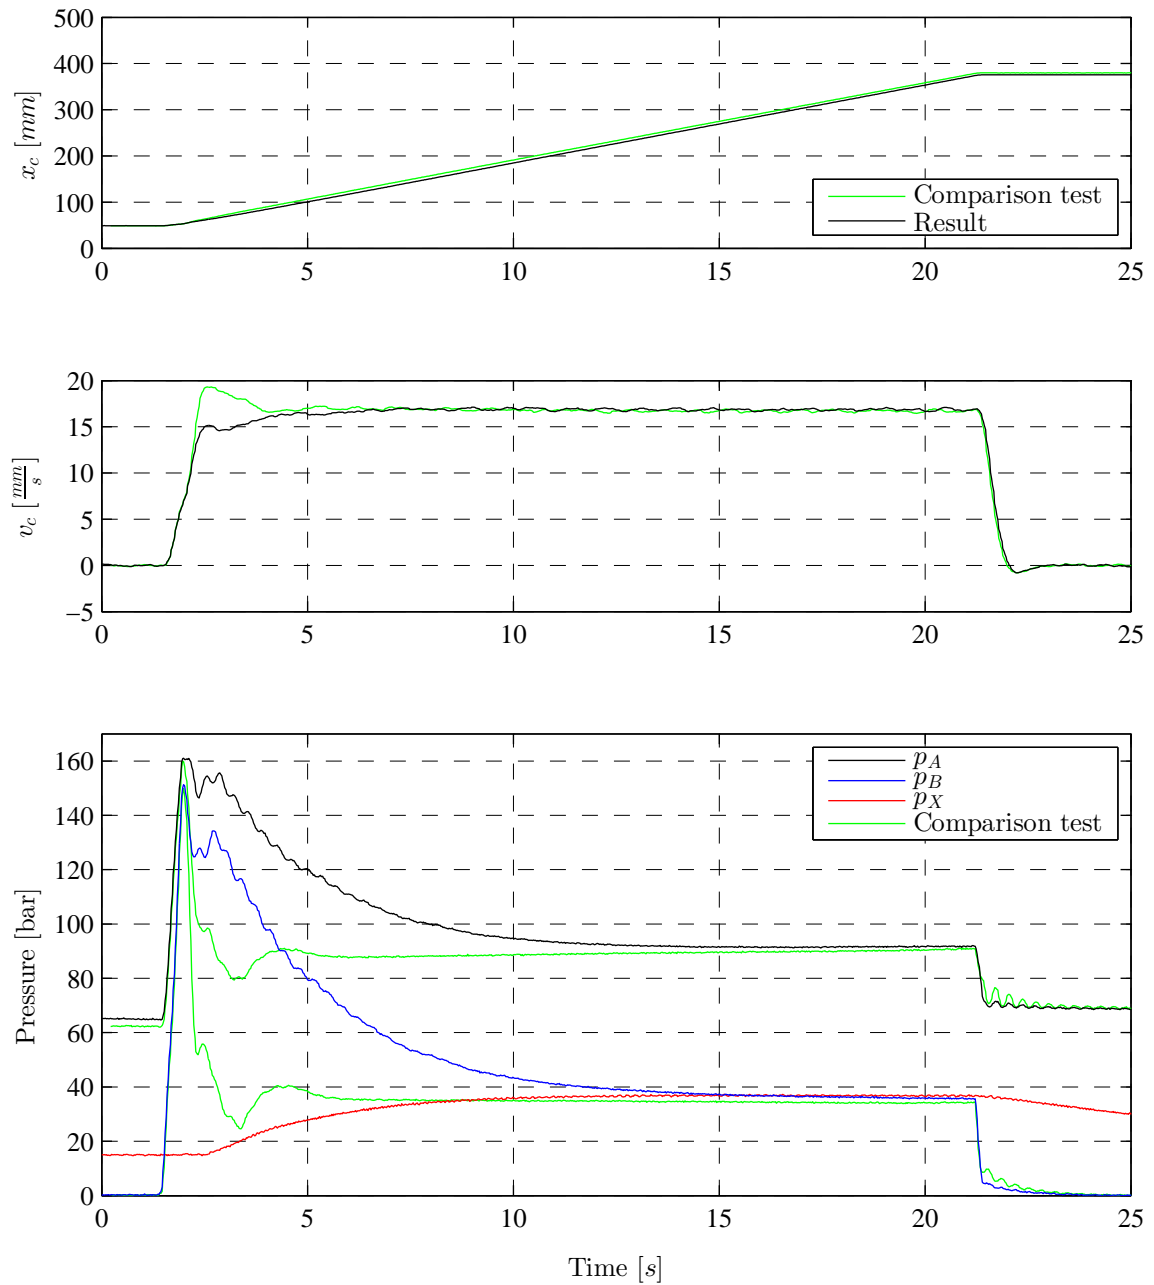 500
400
300
200
100
0
x_c [mm]
Comparison test
Result
0 5 10 15 20 25
20
15
10
5
0
−5
v_c [mm/s]
0 5 10 15 20 25
160
140
120
100
80
60
40
20
0
Pressure [bar]
p_A
p_B
p_X
Comparison test
0 5 10 15 20 25
Time [s]